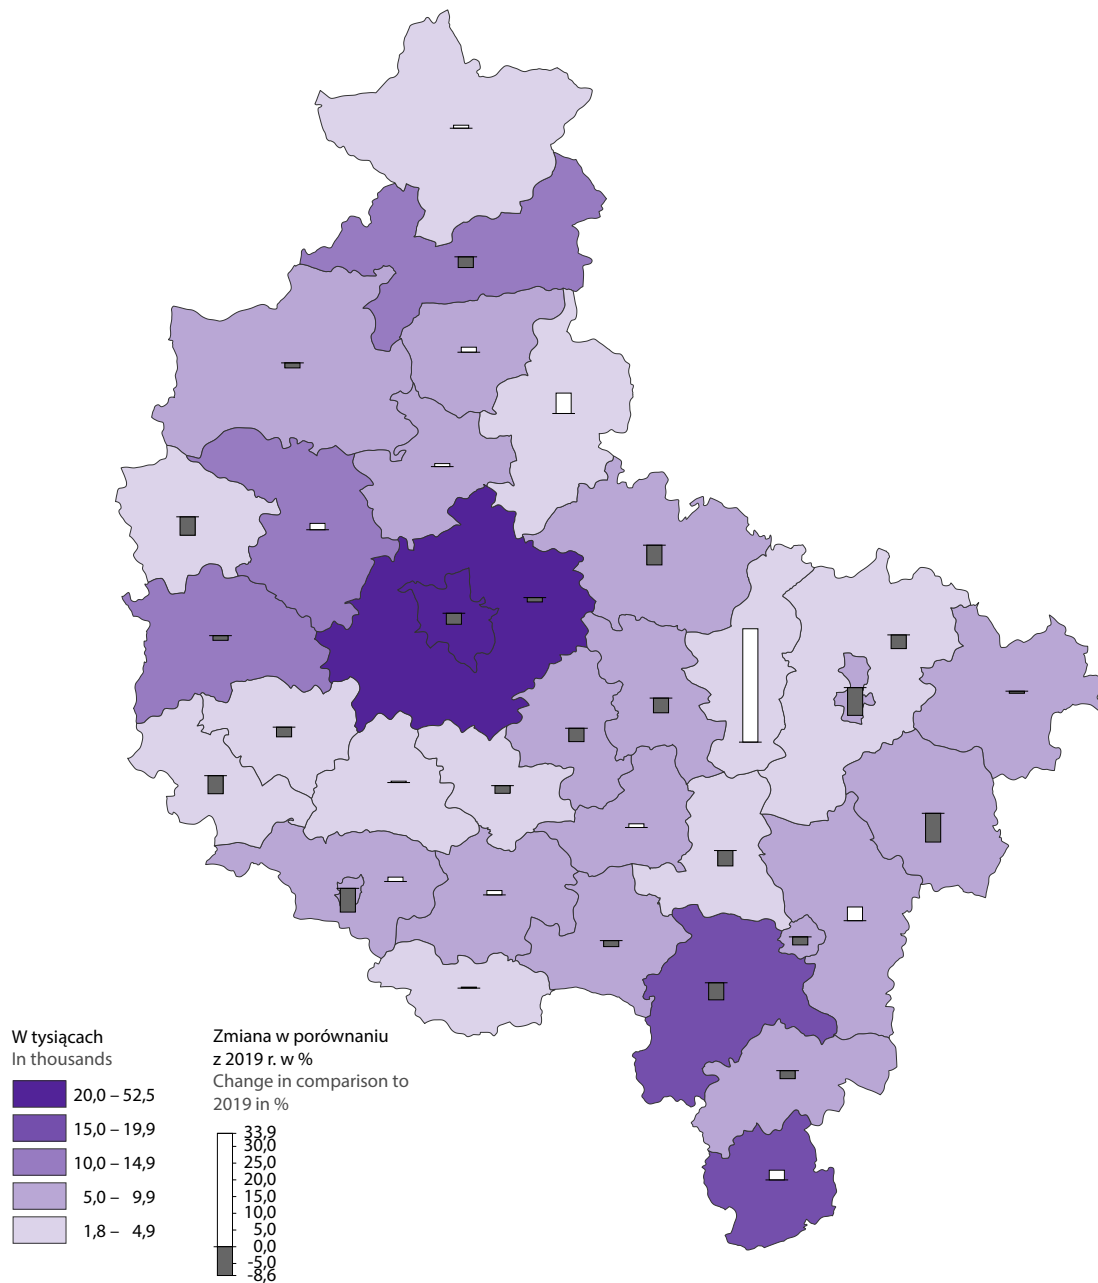 W tysiącach
In thousands
20,0 – 52,5
15,0 – 19,9
10,0 – 14,9
5,0 – 9,9
1,8 – 4,9
Zmiana w porównaniu
z 2019 r. w %
Change in comparison to
2019 in %
33,9
30,0
25,0
20,0
15,0
10,0
5,0
0,0
-5,0
-8,6